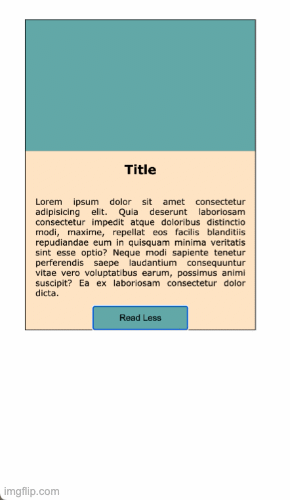 Title
Lorem ipsum dolor sit amet consectetur
adipisicing elit. Quia deserunt laboriosam
consectetur impedit atque doloribus distinctio
modi, maxime, repellat eos facilis blanditiis
repudiandae eum in quisquam minima veritatis
sint esse optio? Neque modi sapiente tenetur
perferendis saepe laudantium consequuntur
vitae vero voluptatibus earum, possimus animi
suscipit? Ea ex laboriosam consectetur dolor
dicta.
Read Less
imgflip.com